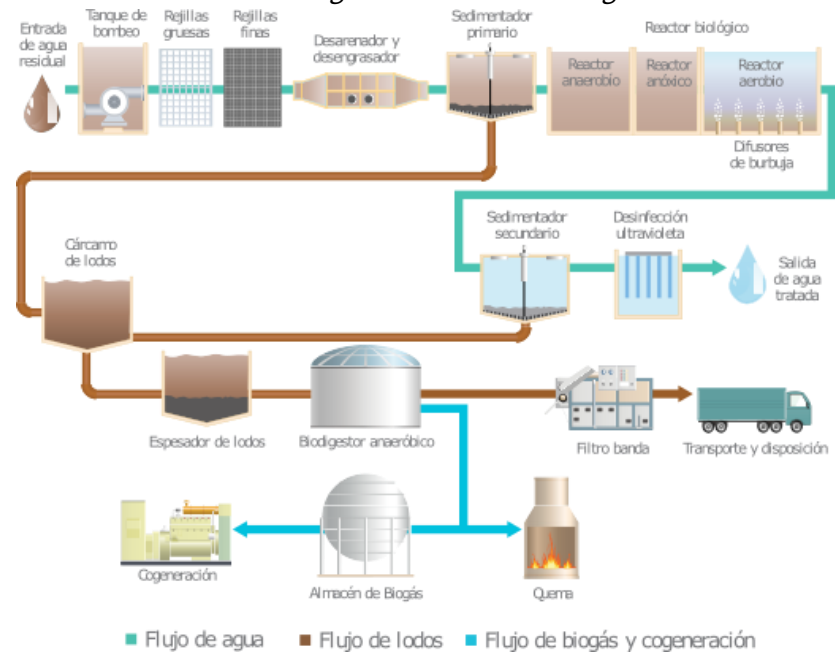 Entrada
de agua
residual
Tanque de
bombeo
Rejillas
gruesas
Rejillas
finas
Desarenador y
desengrasador
Sedimentador
primario
Reactor biológico
Reactor
anaerobio
Reactor
anóxico
Reactor
aerobio
Difusores
de burbuja
Cárcamo
de lodos
Sedimentador
secundario
Desinfección
ultravioleta
Salida
de agua
tratada
Espesador de lodos
Biodigestor anaeróbico
Filtro banda
Transporte y disposición
Cogeneración
Almacén de Biogás
Quema
Flujo de agua
Flujo de lodos
Flujo de biogás y cogeneración